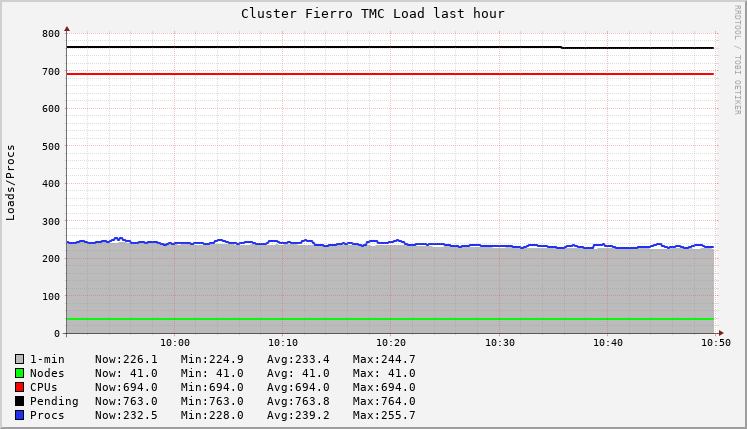 Cluster Fierro TMC Load last hour
RRDTOOL / TOBI OETIKER
Loads/Procs
800
700
600
500
400
300
200
100
0
10:00 10:10 10:20 10:30 10:40 10:50
1-min Now:226.1 Min:224.9 Avg:233.4 Max:244.7
Nodes Now: 41.0 Min: 41.0 Avg: 41.0 Max: 41.0
CPUs Now:694.0 Min:694.0 Avg:694.0 Max:694.0
Pending Now:763.0 Min:763.0 Avg:763.8 Max:764.0
Procs Now:232.5 Min:228.0 Avg:239.2 Max:255.7